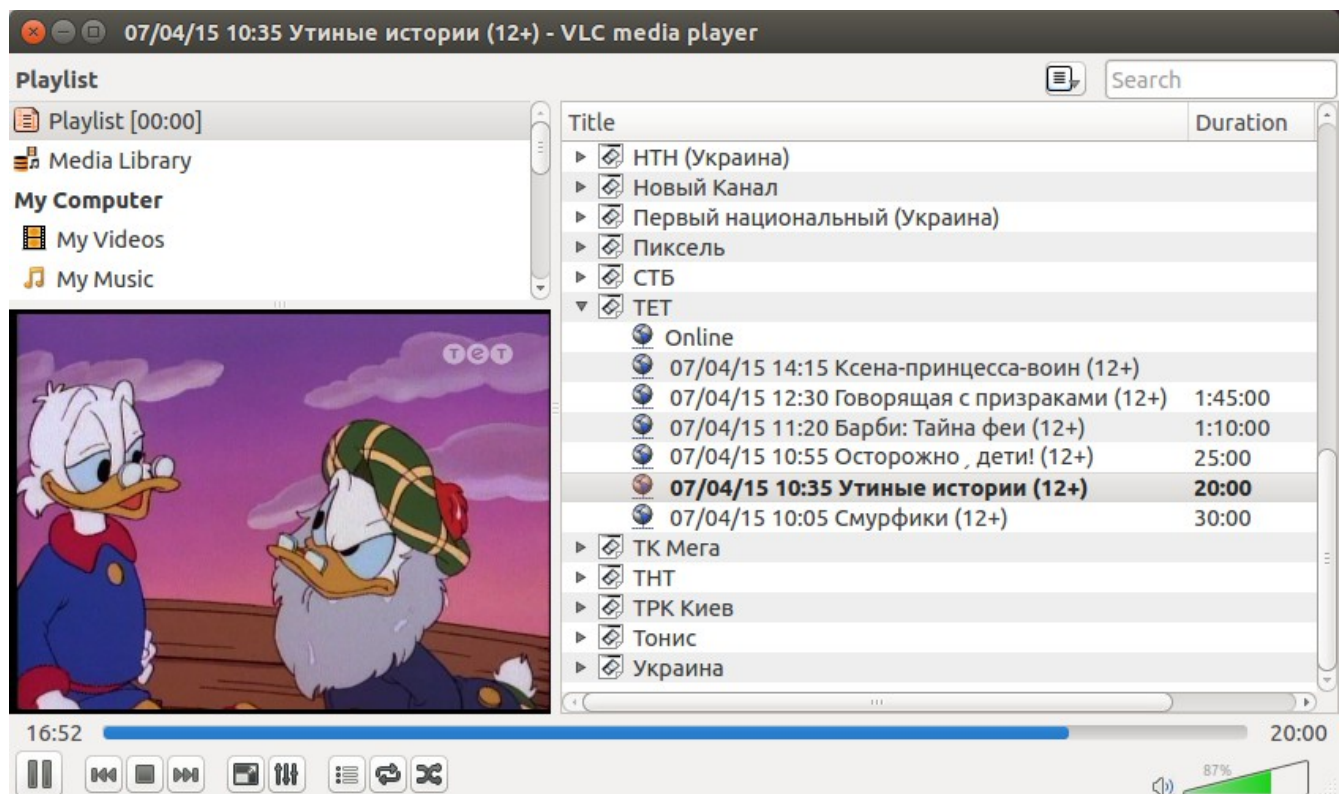 07/04/15 10:35 Утиные истории (12+) - VLC media player
Playlist
Search
Playlist [00:00]
Media Library
My Computer
My Videos
My Music
Title Duration
НТН (Украина)
Новый Канал
Первый национальный (Украина)
Пиксель
СТБ
ТЕТ
Online
07/04/15 14:15 Ксена-принцесса-воин (12+)
07/04/15 12:30 Говорящая с призраками (12+) 1:45:00
07/04/15 11:20 Барби: Тайна феи (12+) 1:10:00
07/04/15 10:55 Осторожно, дети! (12+) 25:00
07/04/15 10:35 Утиные истории (12+) 20:00
07/04/15 10:05 Смурфики (12+) 30:00
ТК Мега
ТНТ
ТРК Киев
Тонис
Украина
тет
16:52 20:00
87%